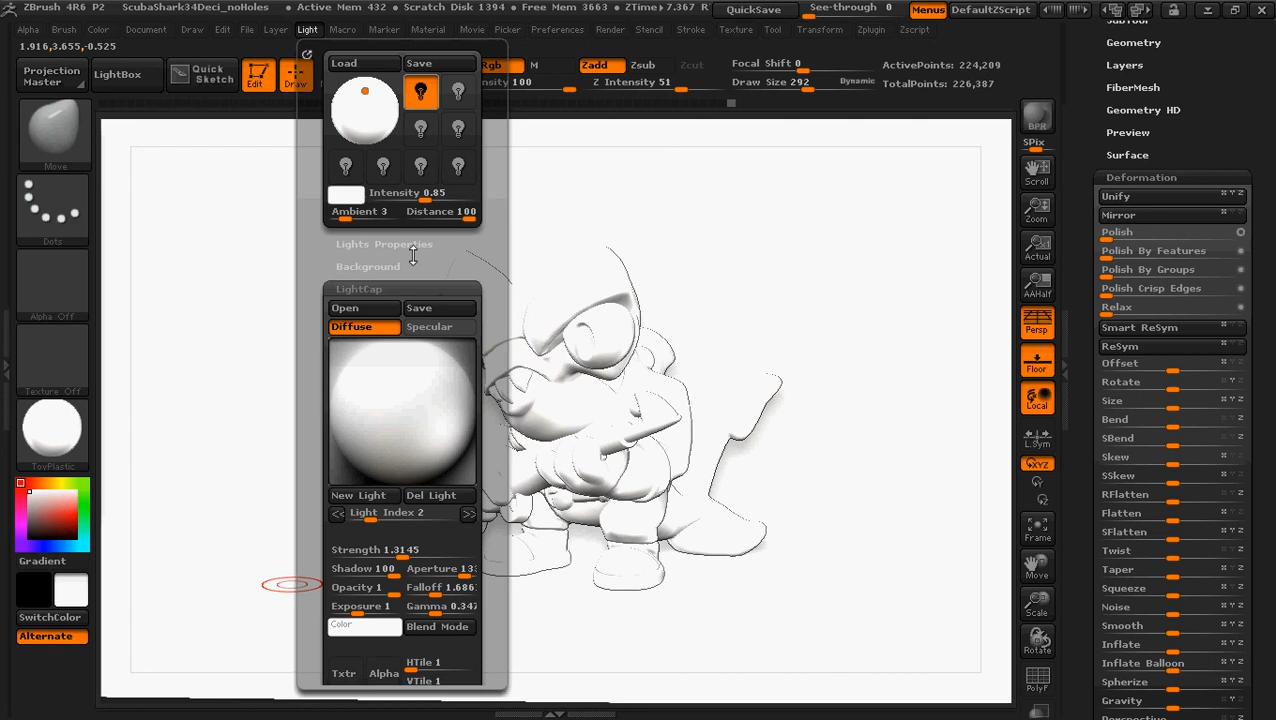 ZBrush 4R6 P2 ScubaShark34Deci_noHoles • Active Mem 432 • Scratch Disk 1394 • Free Mem 3663 • ZTime▸7.367 R QuickSave See-through 0 Menus DefaultZScript
Alpha Brush Color Document Draw Edit File Layer Light Macro Marker Material Movie Picker Preferences Render Stencil Stroke Texture Tool Transform Zplugin Zscript
1.916,3.655,-0.525
Projection
Master
LightBox
Quick
Sketch
Edit
Draw
Rgb
M
Zadd
Zsub
Zcut
Focal Shift 0
ActivePoints: 224,209
Z Intensity 51
Draw Size 292
Dynamic
TotalPoints: 226,387
Load
Save
Intensity 0.85
Ambient 3
Distance 100
Lights Properties
Background
LightCap
Open
Save
Diffuse
Specular
New Light
Del Light
<<
Light Index 2
>>
Strength 1.3145
Shadow 100
Opacity 1
Exposure 1
Gamma 0.347
Color
Blend Mode
Txtr
Alpha
HTile 1
VTile 1
Move
Dots
Alpha Off
Texture Off
ToyPlastic
Gradient
SwitchColor
Alternate
BPR
SPix
Scroll
Zoom
Actual
AAHalf
Persp
Floor
Local
L.Sym
XYZ
Frame
Move
Scale
Rotate
PolyF
Geometry
Layers
FiberMesh
Geometry HD
Preview
Surface
Deformation
Unify
Mirror
Polish
Polish By Features
Polish By Groups
Polish Crisp Edges
Relax
Smart ReSym
ReSym
Offset
Rotate
Size
Bend
SBend
Skew
SSkew
RFlatten
Flatten
SFlatten
Twist
Taper
Squeeze
Noise
Smooth
Inflate
Inflate Balloon
Spherize
Gravity